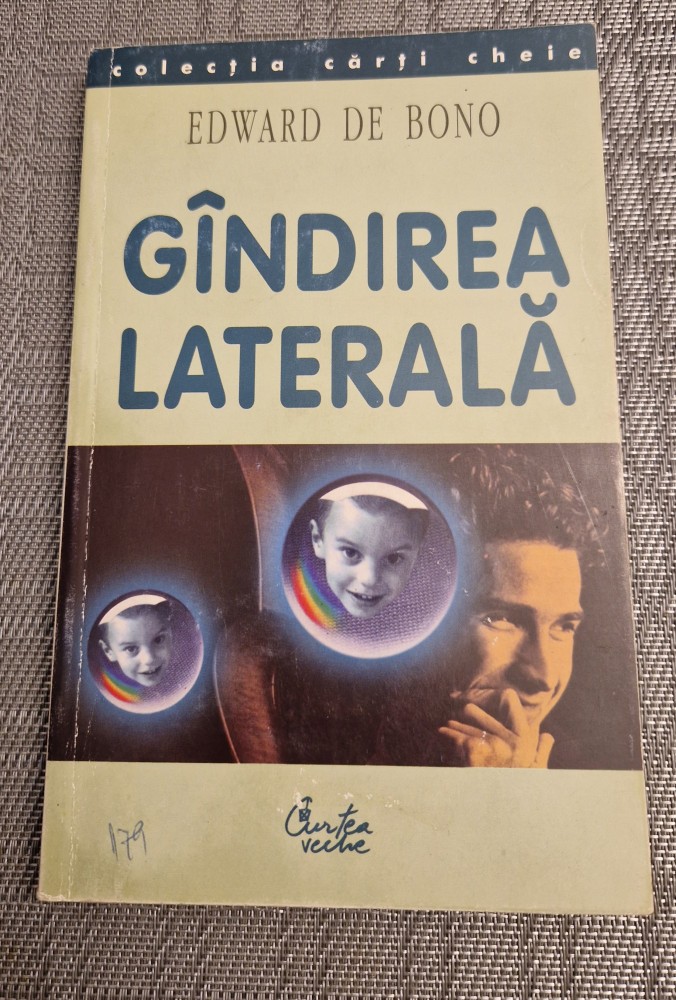 colecția cărți cheie
EDWARD DE BONO
GÎNDIREA
LATERALĂ
Curtea
veche
179